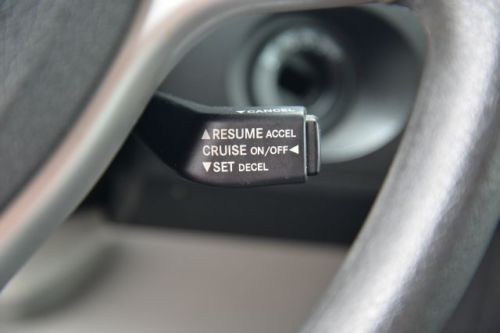 ▼CANCEL
▲RESUME ACCEL
CRUISE ON/OFF◀
▼SET DECEL